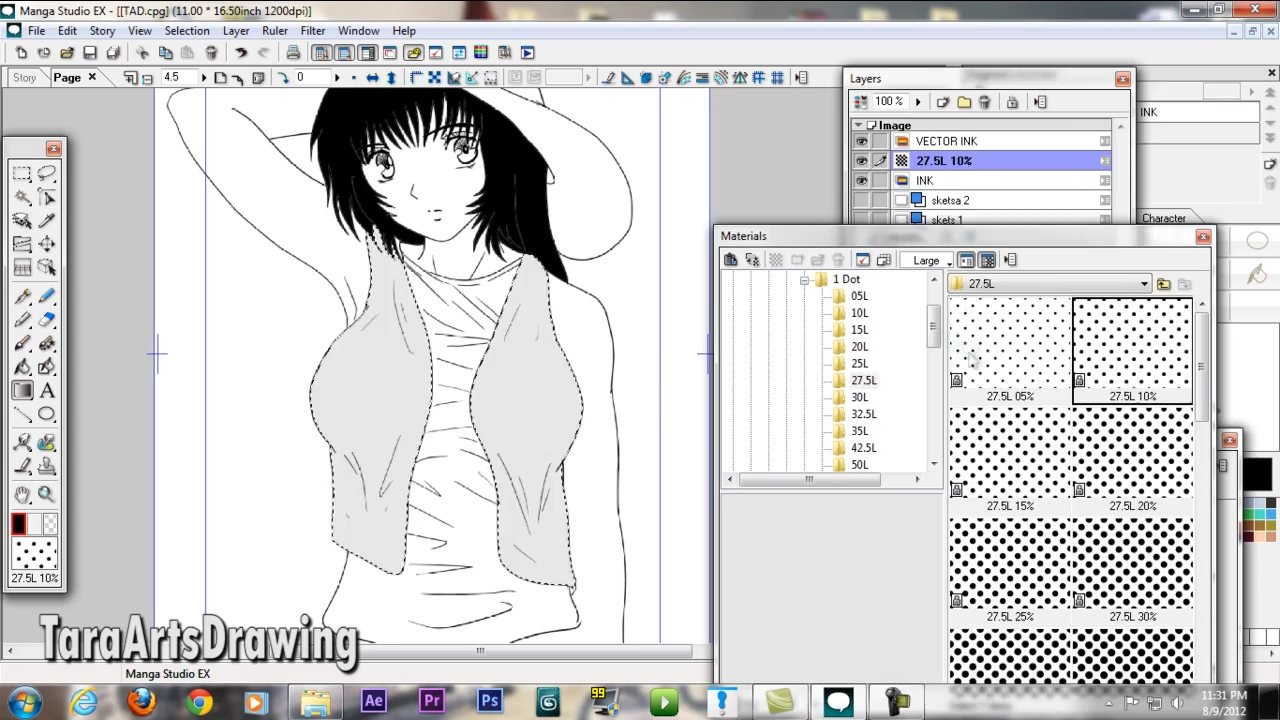 Manga Studio EX - [[TAD.cpg] (11.00 * 16.50inch 1200dpi)]
File Edit Story View Selection Layer Ruler Filter Window Help
Story Page 4.5 0
Layers
100 %
Image
VECTOR INK
27.5L 10%
INK
sketsa 2
skets 1
INK
Character
Materials
Large
1 Dot
05L
10L
15L
20L
25L
27.5L
30L
32.5L
35L
42.5L
50L
27.5L
27.5L 05%
27.5L 10%
27.5L 15%
27.5L 20%
27.5L 25%
27.5L 30%
A
27.5L 10%
TaraArtsDrawing
Manga Studio EX
Ae
Pr
Ps
99
11:31 PM
8/9/2012